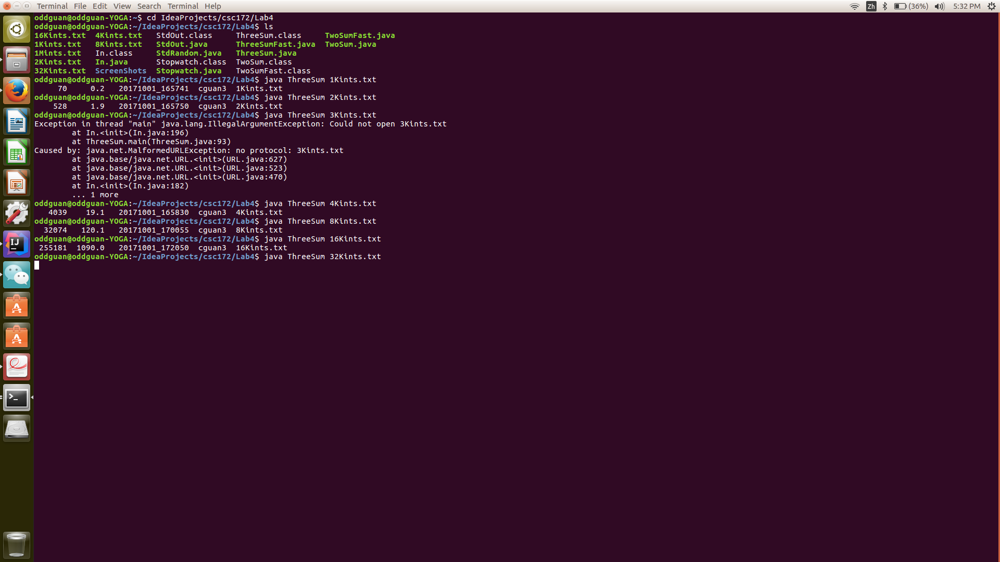 Terminal File Edit View Search Terminal Help Zh (36%) 5:32 PM
oddguan@oddguan-YOGA:~$ cd IdeaProjects/csc172/Lab4
oddguan@oddguan-YOGA:~/IdeaProjects/csc172/Lab4$ ls
16Kints.txt  4Kints.txt   StdOut.class     ThreeSum.class     TwoSumFast.java
1Kints.txt   8Kints.txt   StdOut.java      ThreeSumFast.java  TwoSum.java
1Mints.txt   In.class     StdRandom.java   ThreeSum.java
2Kints.txt   In.java      Stopwatch.class  TwoSum.class
32Kints.txt  ScreenShots  Stopwatch.java   TwoSumFast.class
oddguan@oddguan-YOGA:~/IdeaProjects/csc172/Lab4$ java ThreeSum 1Kints.txt
     70     0.2   20171001_165741  cguan3  1Kints.txt
oddguan@oddguan-YOGA:~/IdeaProjects/csc172/Lab4$ java ThreeSum 2Kints.txt
    528     1.9   20171001_165750  cguan3  2Kints.txt
oddguan@oddguan-YOGA:~/IdeaProjects/csc172/Lab4$ java ThreeSum 3Kints.txt
Exception in thread "main" java.lang.IllegalArgumentException: Could not open 3Kints.txt
        at In.<init>(In.java:196)
        at ThreeSum.main(ThreeSum.java:93)
Caused by: java.net.MalformedURLException: no protocol: 3Kints.txt
        at java.base/java.net.URL.<init>(URL.java:627)
        at java.base/java.net.URL.<init>(URL.java:523)
        at java.base/java.net.URL.<init>(URL.java:470)
        at In.<init>(In.java:182)
        ... 1 more
oddguan@oddguan-YOGA:~/IdeaProjects/csc172/Lab4$ java ThreeSum 4Kints.txt
   4039    19.1   20171001_165830  cguan3  4Kints.txt
oddguan@oddguan-YOGA:~/IdeaProjects/csc172/Lab4$ java ThreeSum 8Kints.txt
  32074   120.1   20171001_170055  cguan3  8Kints.txt
oddguan@oddguan-YOGA:~/IdeaProjects/csc172/Lab4$ java ThreeSum 16Kints.txt
 255181  1090.0   20171001_172050  cguan3  16Kints.txt
oddguan@oddguan-YOGA:~/IdeaProjects/csc172/Lab4$ java ThreeSum 32Kints.txt
IJ